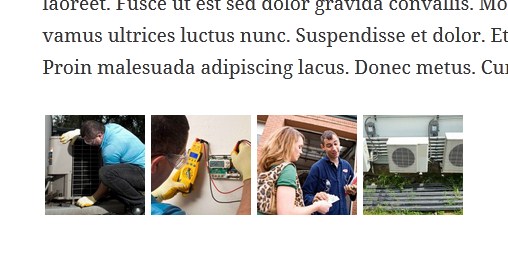 laoreet. Fusce ut est sed dolor gravida convallis. Mo
vamus ultrices luctus nunc. Suspendisse et dolor. Et
Proin malesuada adipiscing lacus. Donec metus. Cur